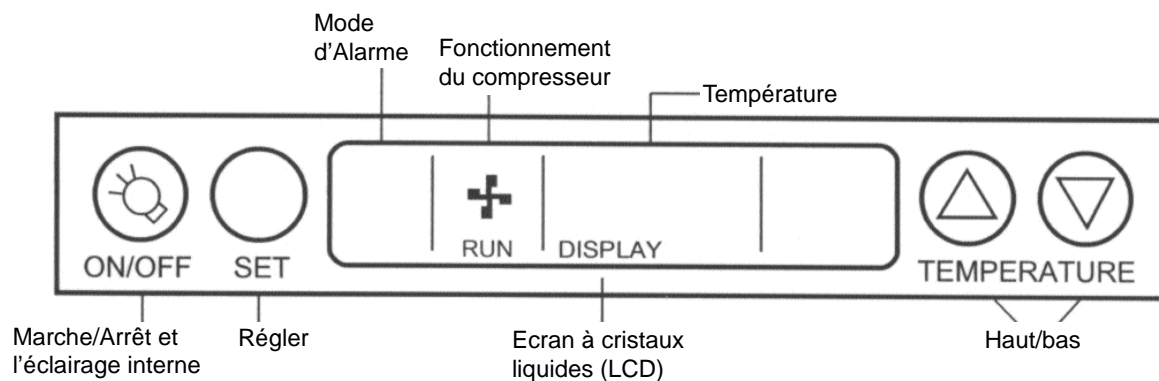 Mode
d'Alarme
Fonctionnement
du compresseur
Température
RUN
DISPLAY
ON/OFF
SET
TEMPERATURE
Marche/Arrêt et
l'éclairage interne
Régler
Ecran à cristaux
liquides (LCD)
Haut/bas